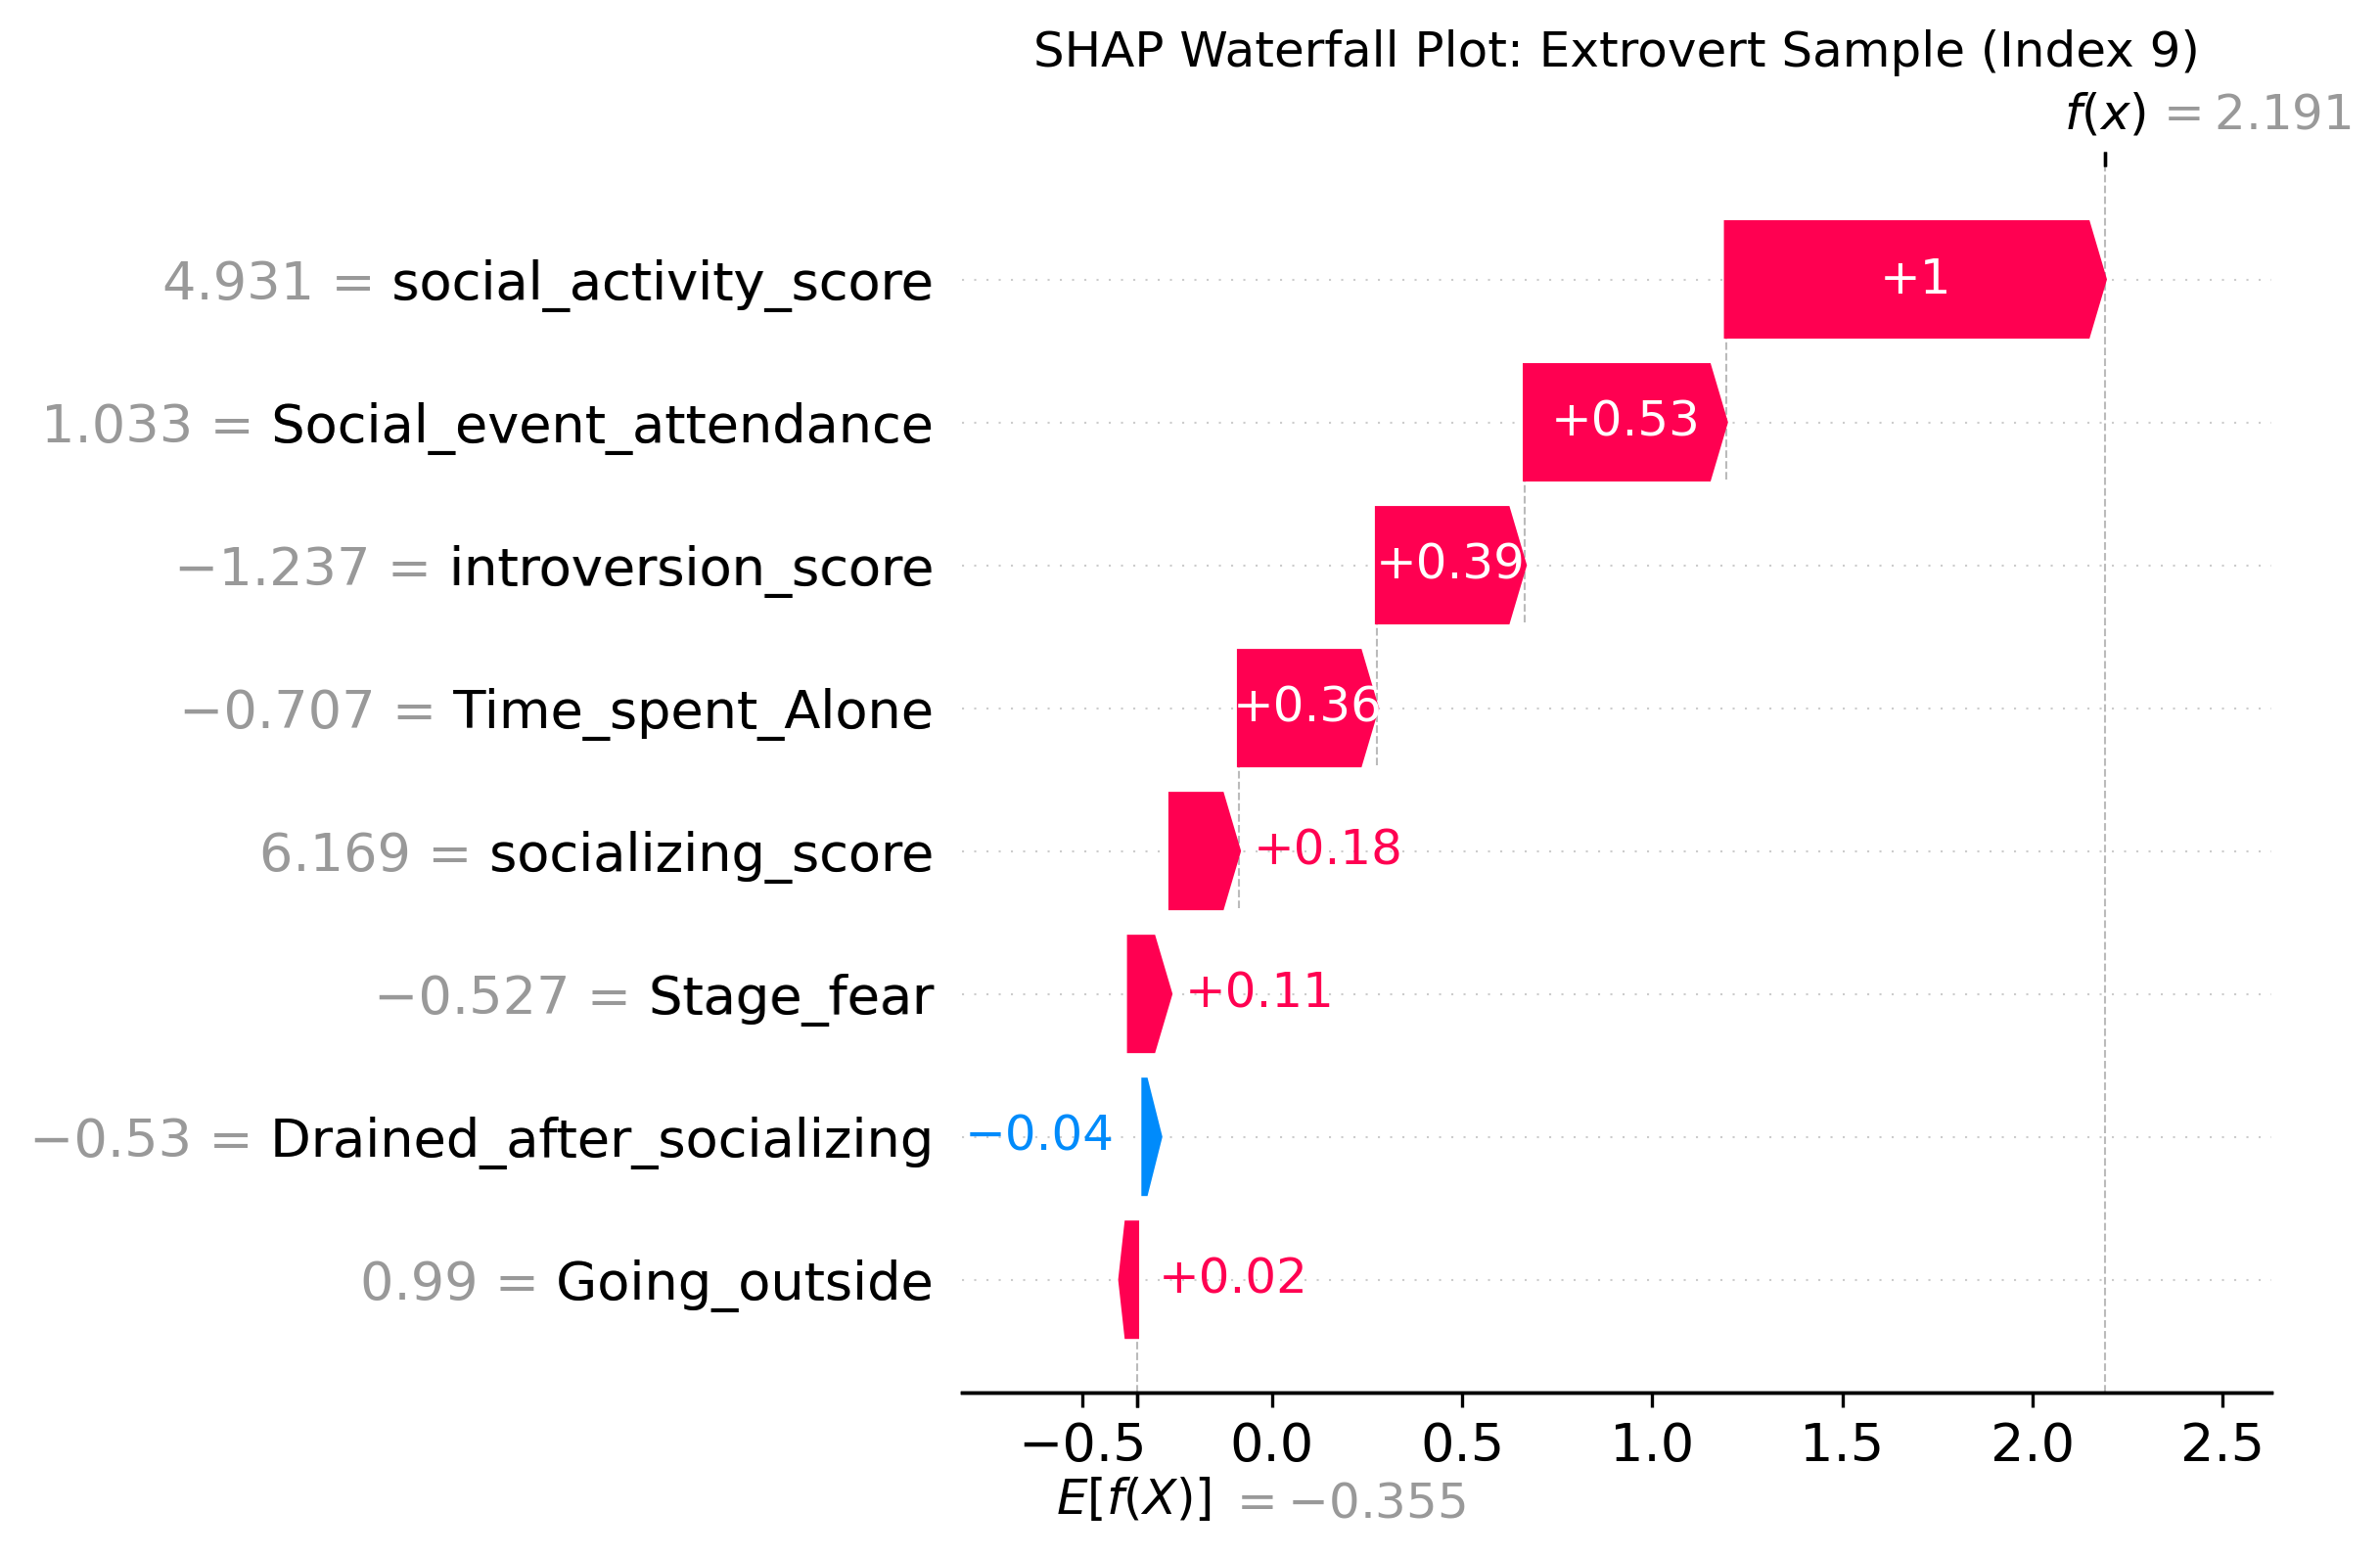 SHAP Waterfall Plot: Extrovert Sample (Index 9)
f(x) = 2.191
4.931 = social_activity_score
+1
1.033 = Social_event_attendance
+0.53
−1.237 = introversion_score
+0.39
−0.707 = Time_spent_Alone
+0.36
6.169 = socializing_score
+0.18
−0.527 = Stage_fear
+0.11
−0.53 = Drained_after_socializing
−0.04
0.99 = Going_outside
+0.02
−0.5 0.0 0.5 1.0 1.5 2.0 2.5
E[f(X)] = −0.355